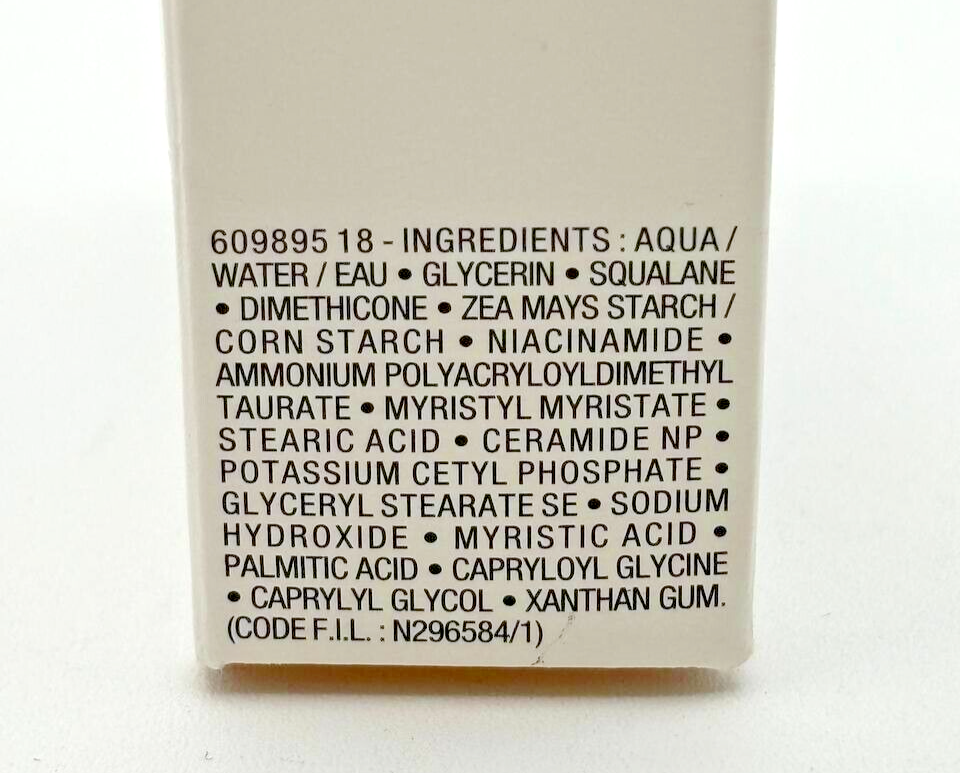 609895 18 - INGREDIENTS : AQUA /
WATER / EAU • GLYCERIN • SQUALANE
• DIMETHICONE • ZEA MAYS STARCH /
CORN STARCH • NIACINAMIDE •
AMMONIUM POLYACRYLOYLDIMETHYL
TAURATE • MYRISTYL MYRISTATE •
STEARIC ACID • CERAMIDE NP •
POTASSIUM CETYL PHOSPHATE •
GLYCERYL STEARATE SE • SODIUM
HYDROXIDE • MYRISTIC ACID •
PALMITIC ACID • CAPRYLOYL GLYCINE
• CAPRYLYL GLYCOL • XANTHAN GUM.
(CODE F.I.L. : N296584/1)